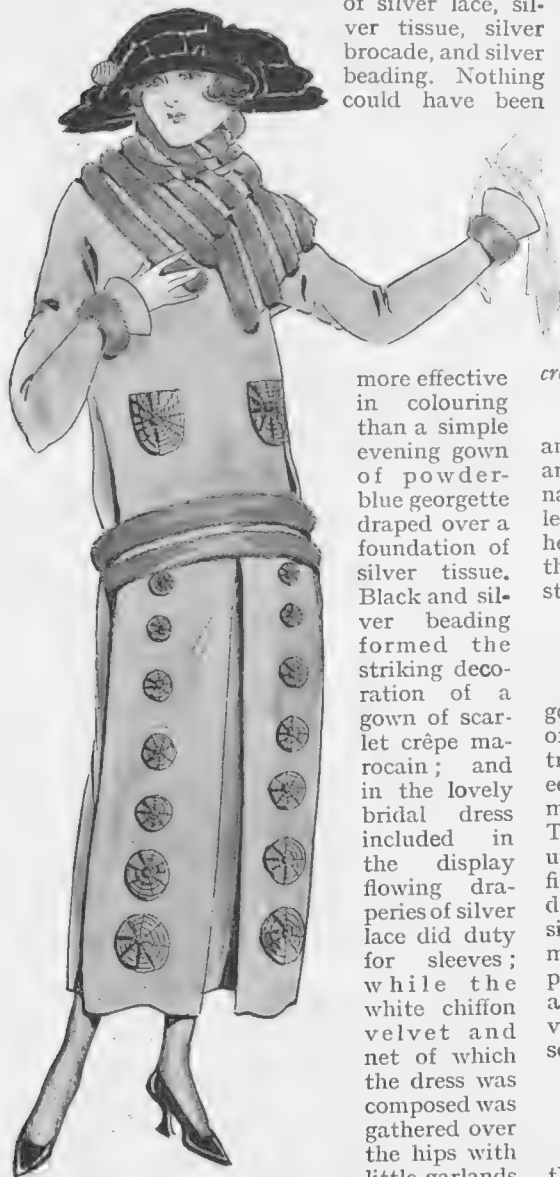 of silver lace, sil-
ver tissue, silver
brocade, and silver
beading. Nothing
could have been
more effective
in colouring
than a simple
evening gown
of powder-
blue georgette
draped over a
foundation of
silver tissue.
Black and sil-
ver beading
formed the
striking deco-
ration of a
gown of scar-
let crêpe ma-
rocain; and
in the lovely
bridal dress
included in
the display
flowing dra-
peries of silver
lace did duty
for sleeves;
while the
white chiffon
velvet and
net of which
the dress was
composed was
gathered over
the hips with
little garlands